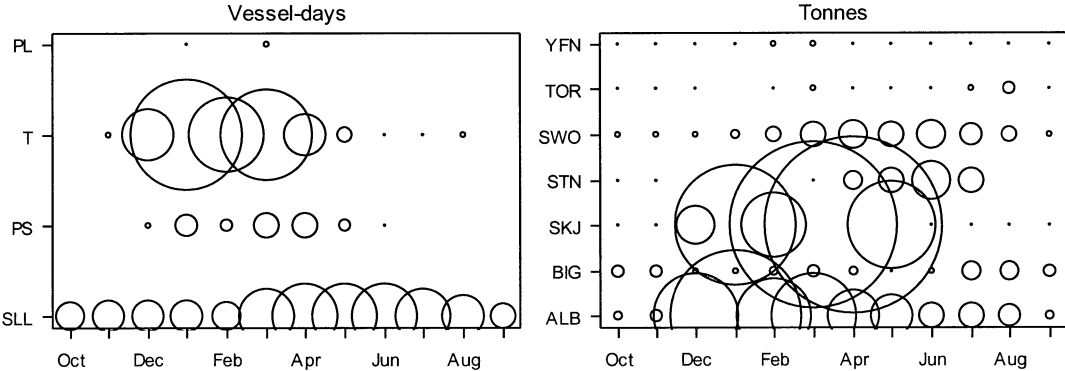 Vessel-days
PL
T
PS
SLL
Oct Dec Feb Apr Jun Aug
Tonnes
YFN
TOR
SWO
STN
SKJ
BIG
ALB
Oct Dec Feb Apr Jun Aug